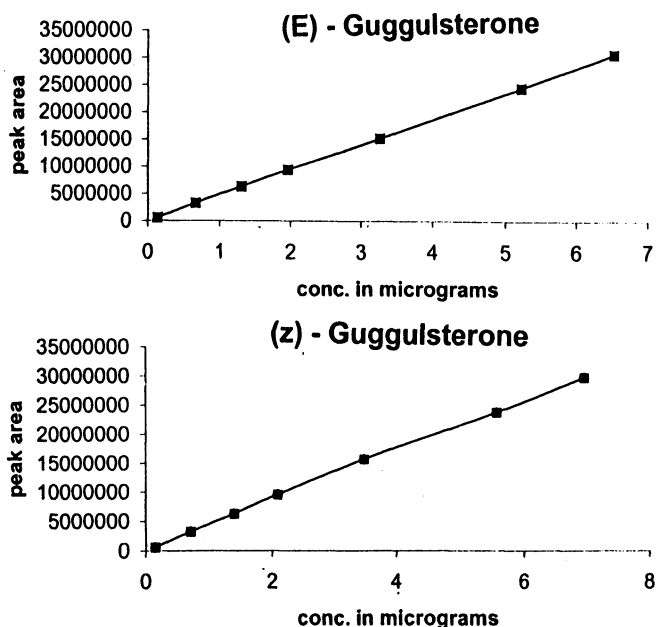 (E) - Guggulsterone
35000000
30000000
25000000
20000000
15000000
10000000
5000000
0
peak area
0 1 2 3 4 5 6 7
conc. in micrograms
(z) - Guggulsterone
35000000
30000000
25000000
20000000
15000000
10000000
5000000
0
peak area
0 2 4 6 8
conc. in micrograms